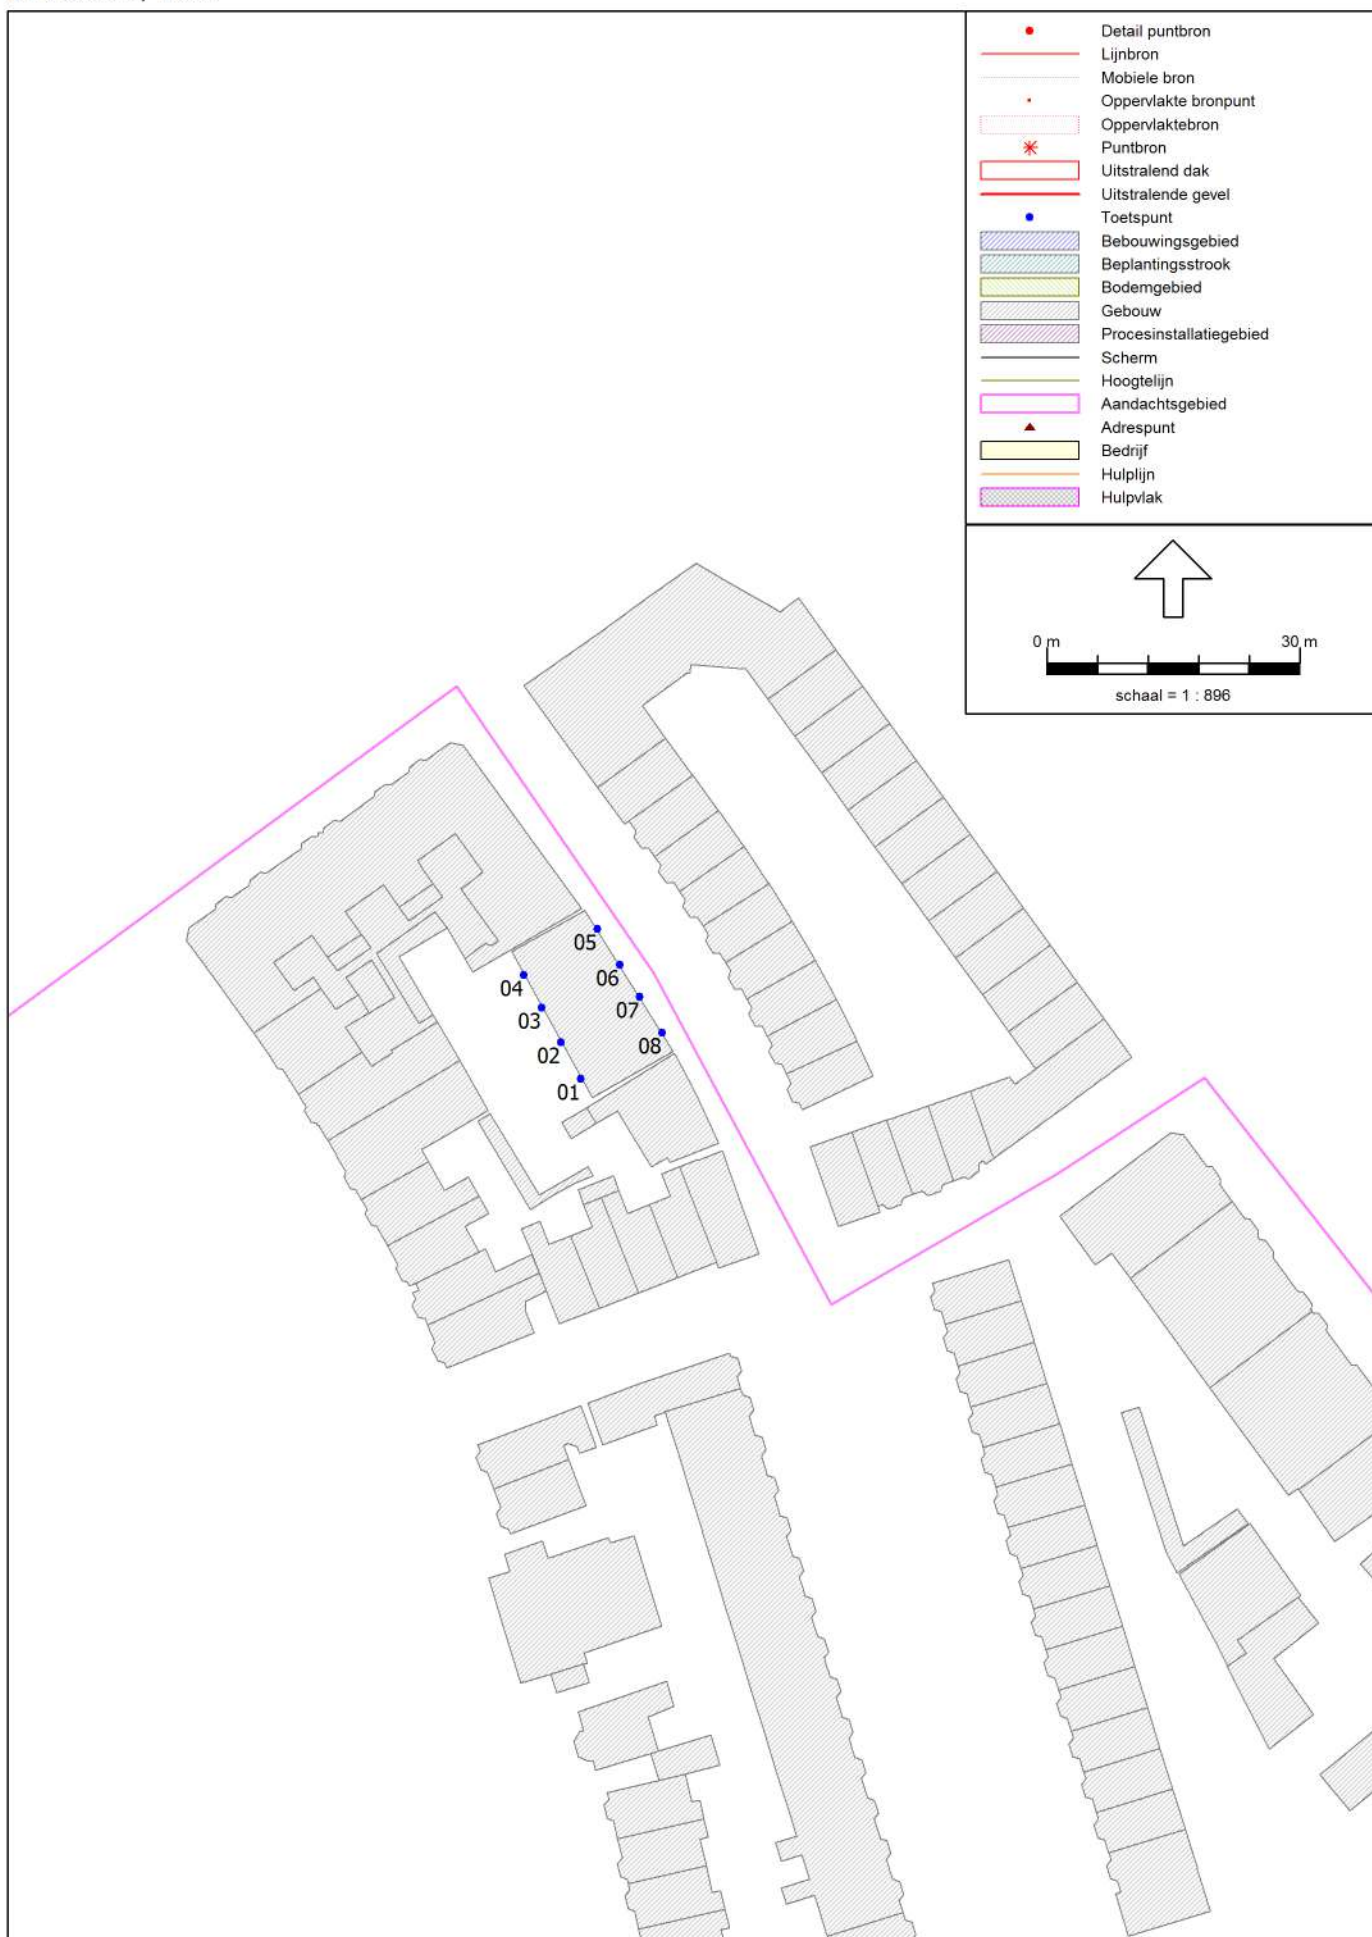 Detail puntbron
Lijnbron
Mobiele bron
Oppervlakte bronpunt
Oppervlaktebron
Puntbron
Uitstralend dak
Uitstralende gevel
Toetspunt
Bebouwingsgebied
Beplantingsstrook
Bodemgebied
Gebouw
Procesinstallatiegebied
Scherm
Hoogtelijn
Aandachtsgebied
Adrespunt
Bedrijf
Hulplijn
Hulpvlak
0 m 30 m
schaal = 1 : 896
05
06
04
07
03
08
02
01